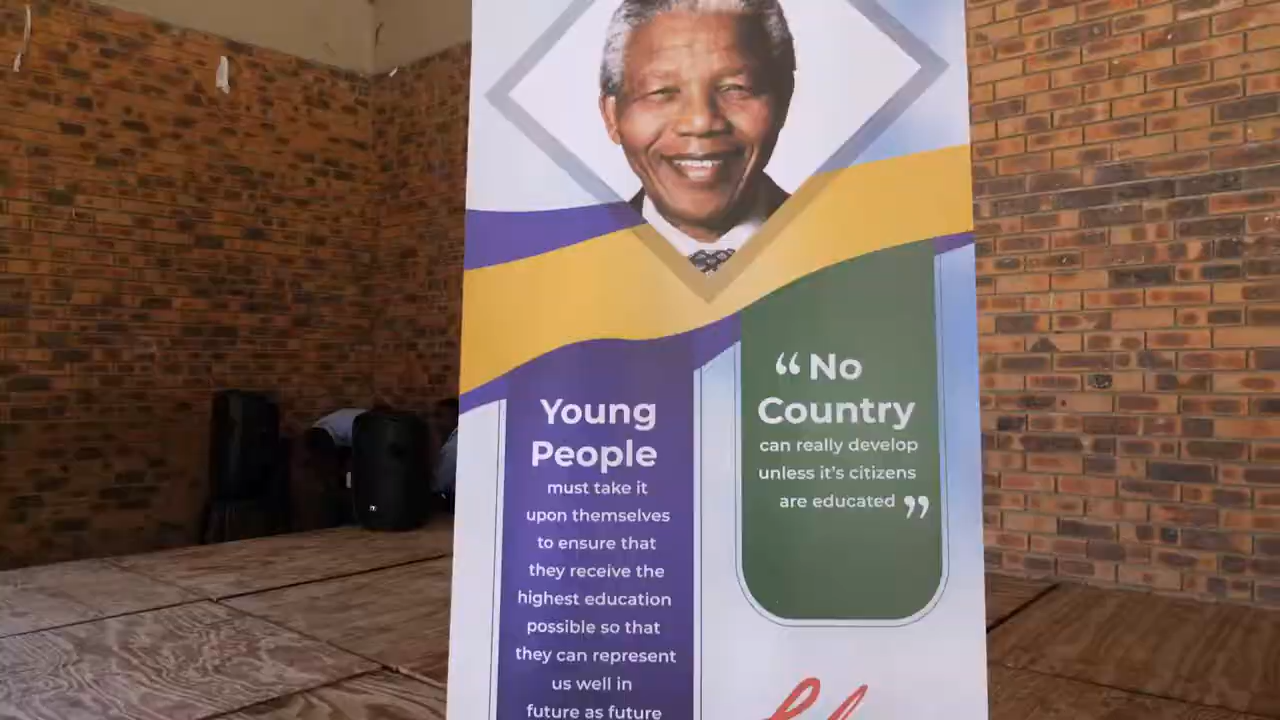 Young
People
must take it
upon themselves
to ensure that
they receive the
highest education
possible so that
they can represent
us well in
future as future
“ No
Country
can really develop
unless it's citizens
are educated ”